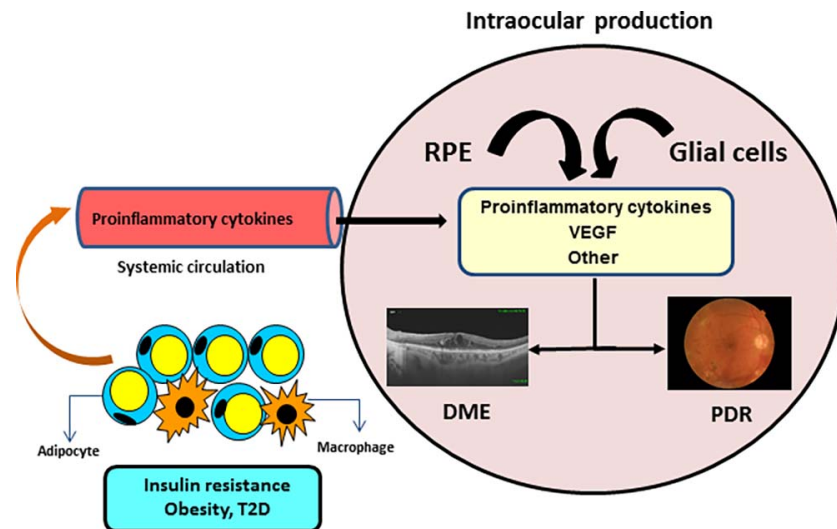 Intraocular production
RPE
Glial cells
Proinflammatory cytokines
Proinflammatory cytokines
VEGF
Other
Systemic circulation
DME
PDR
Adipocyte
Macrophage
Insulin resistance
Obesity, T2D